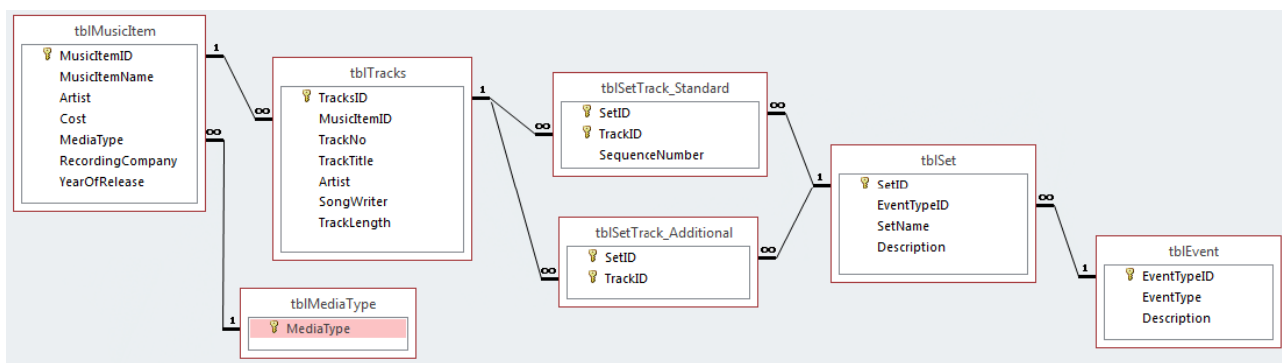 tblMusicItem
MusicItemID
MusicItemName
Artist
Cost
MediaType
RecordingCompany
YearOfRelease
1
∞
∞
1
tblMediaType
MediaType
tblTracks
TracksID
MusicItemID
TrackNo
TrackTitle
Artist
SongWriter
TrackLength
1
∞
∞
tblSetTrack_Standard
SetID
TrackID
SequenceNumber
∞
tblSetTrack_Additional
SetID
TrackID
∞
1
tblSet
SetID
EventTypeID
SetName
Description
∞
1
tblEvent
EventTypeID
EventType
Description